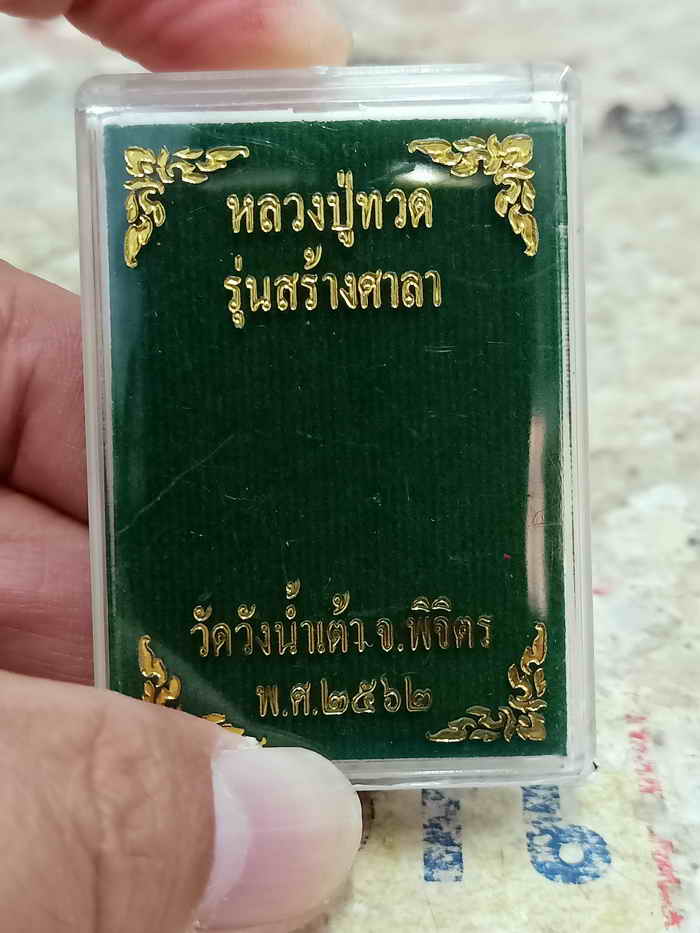 หลวงปู่ทวด
รุ่นสร้างศาลา
วัดวังน้ำเต้า จ.พิจิตร
พ.ศ.๒๕๖๒